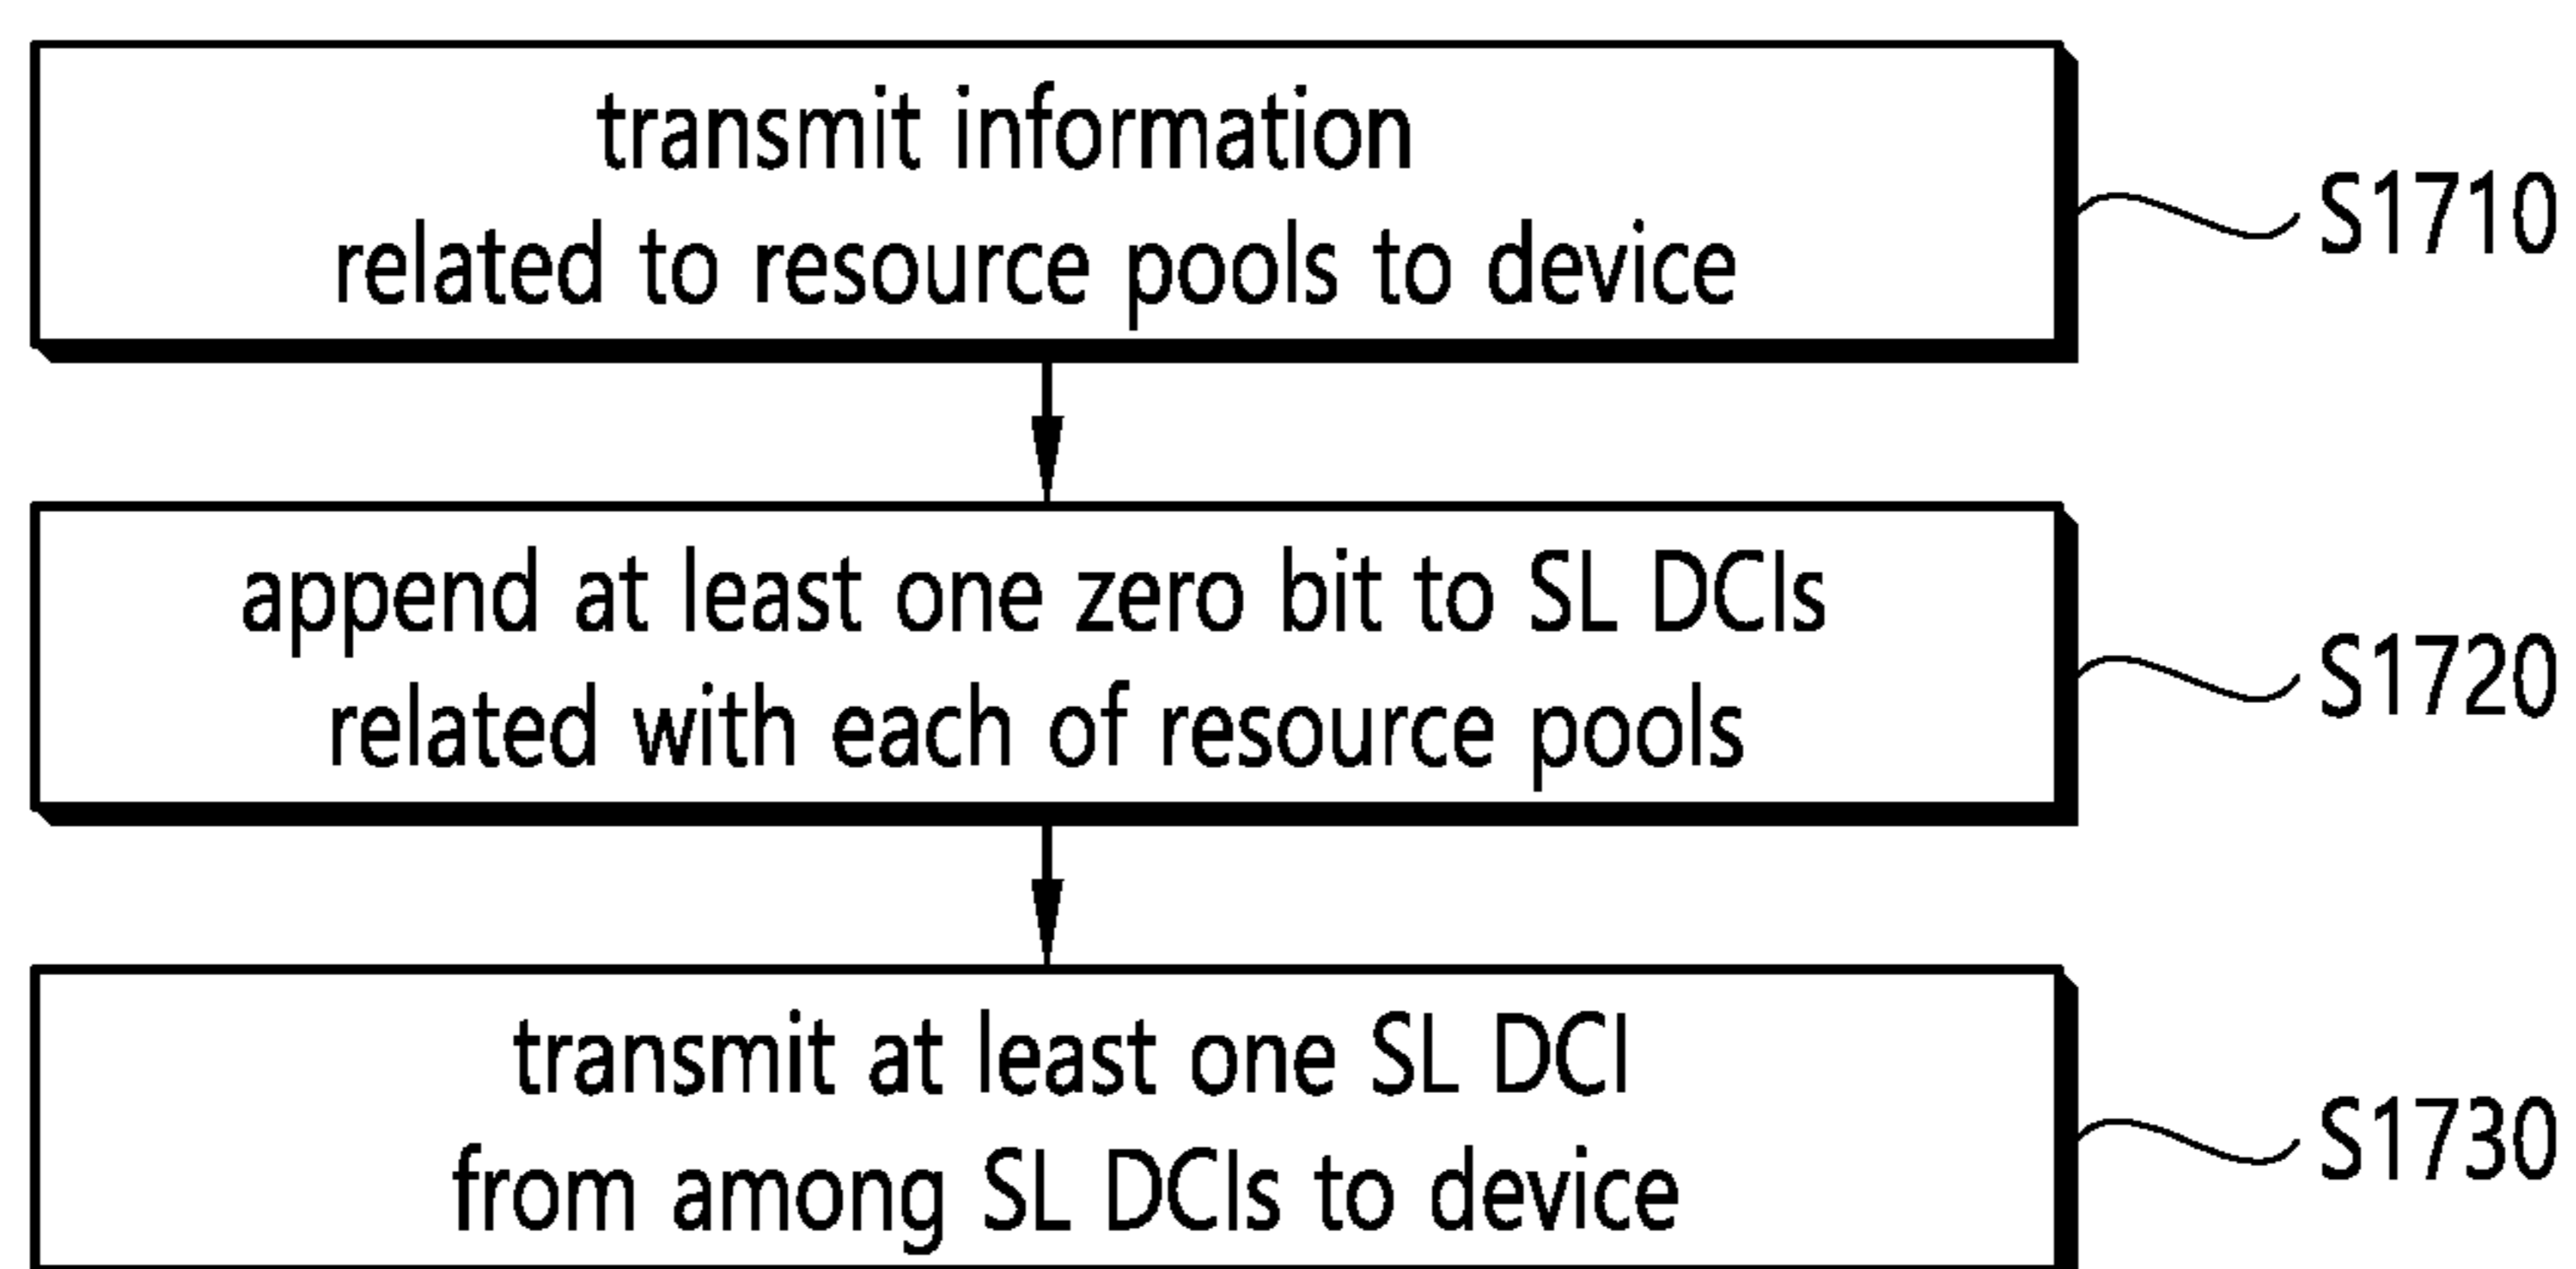 transmit information
related to resource pools to device
S1710
append at least one zero bit to SL DCIs
related with each of resource pools
S1720
transmit at least one SL DCI
from among SL DCIs to device
S1730